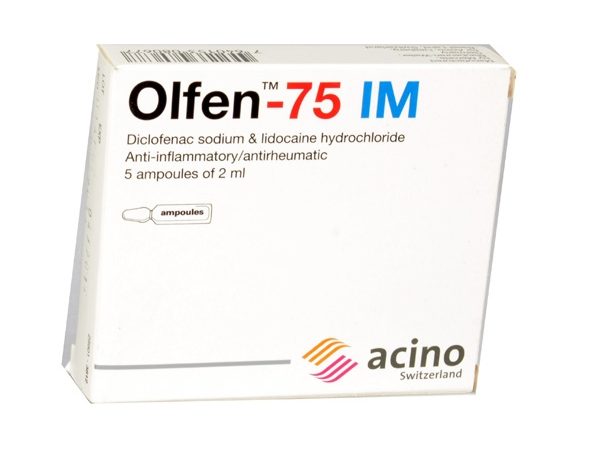 Olfen™-75 IM
Diclofenac sodium & lidocaine hydrochloride
Anti-inflammatory/antirheumatic
5 ampoules of 2 ml
ampoules
acino
Switzerland